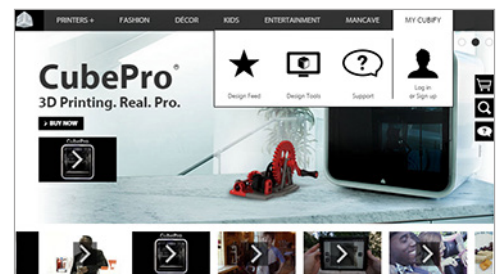 PRINTERS + FASHION DÉCOR KIDS ENTERTAINMENT MANCAVE MY CUBIFY
CubePro®
3D Printing. Real. Pro.
> BUY NOW
CubePro
Design Feed Design Tools Support Log in
or Sign up
CubePro